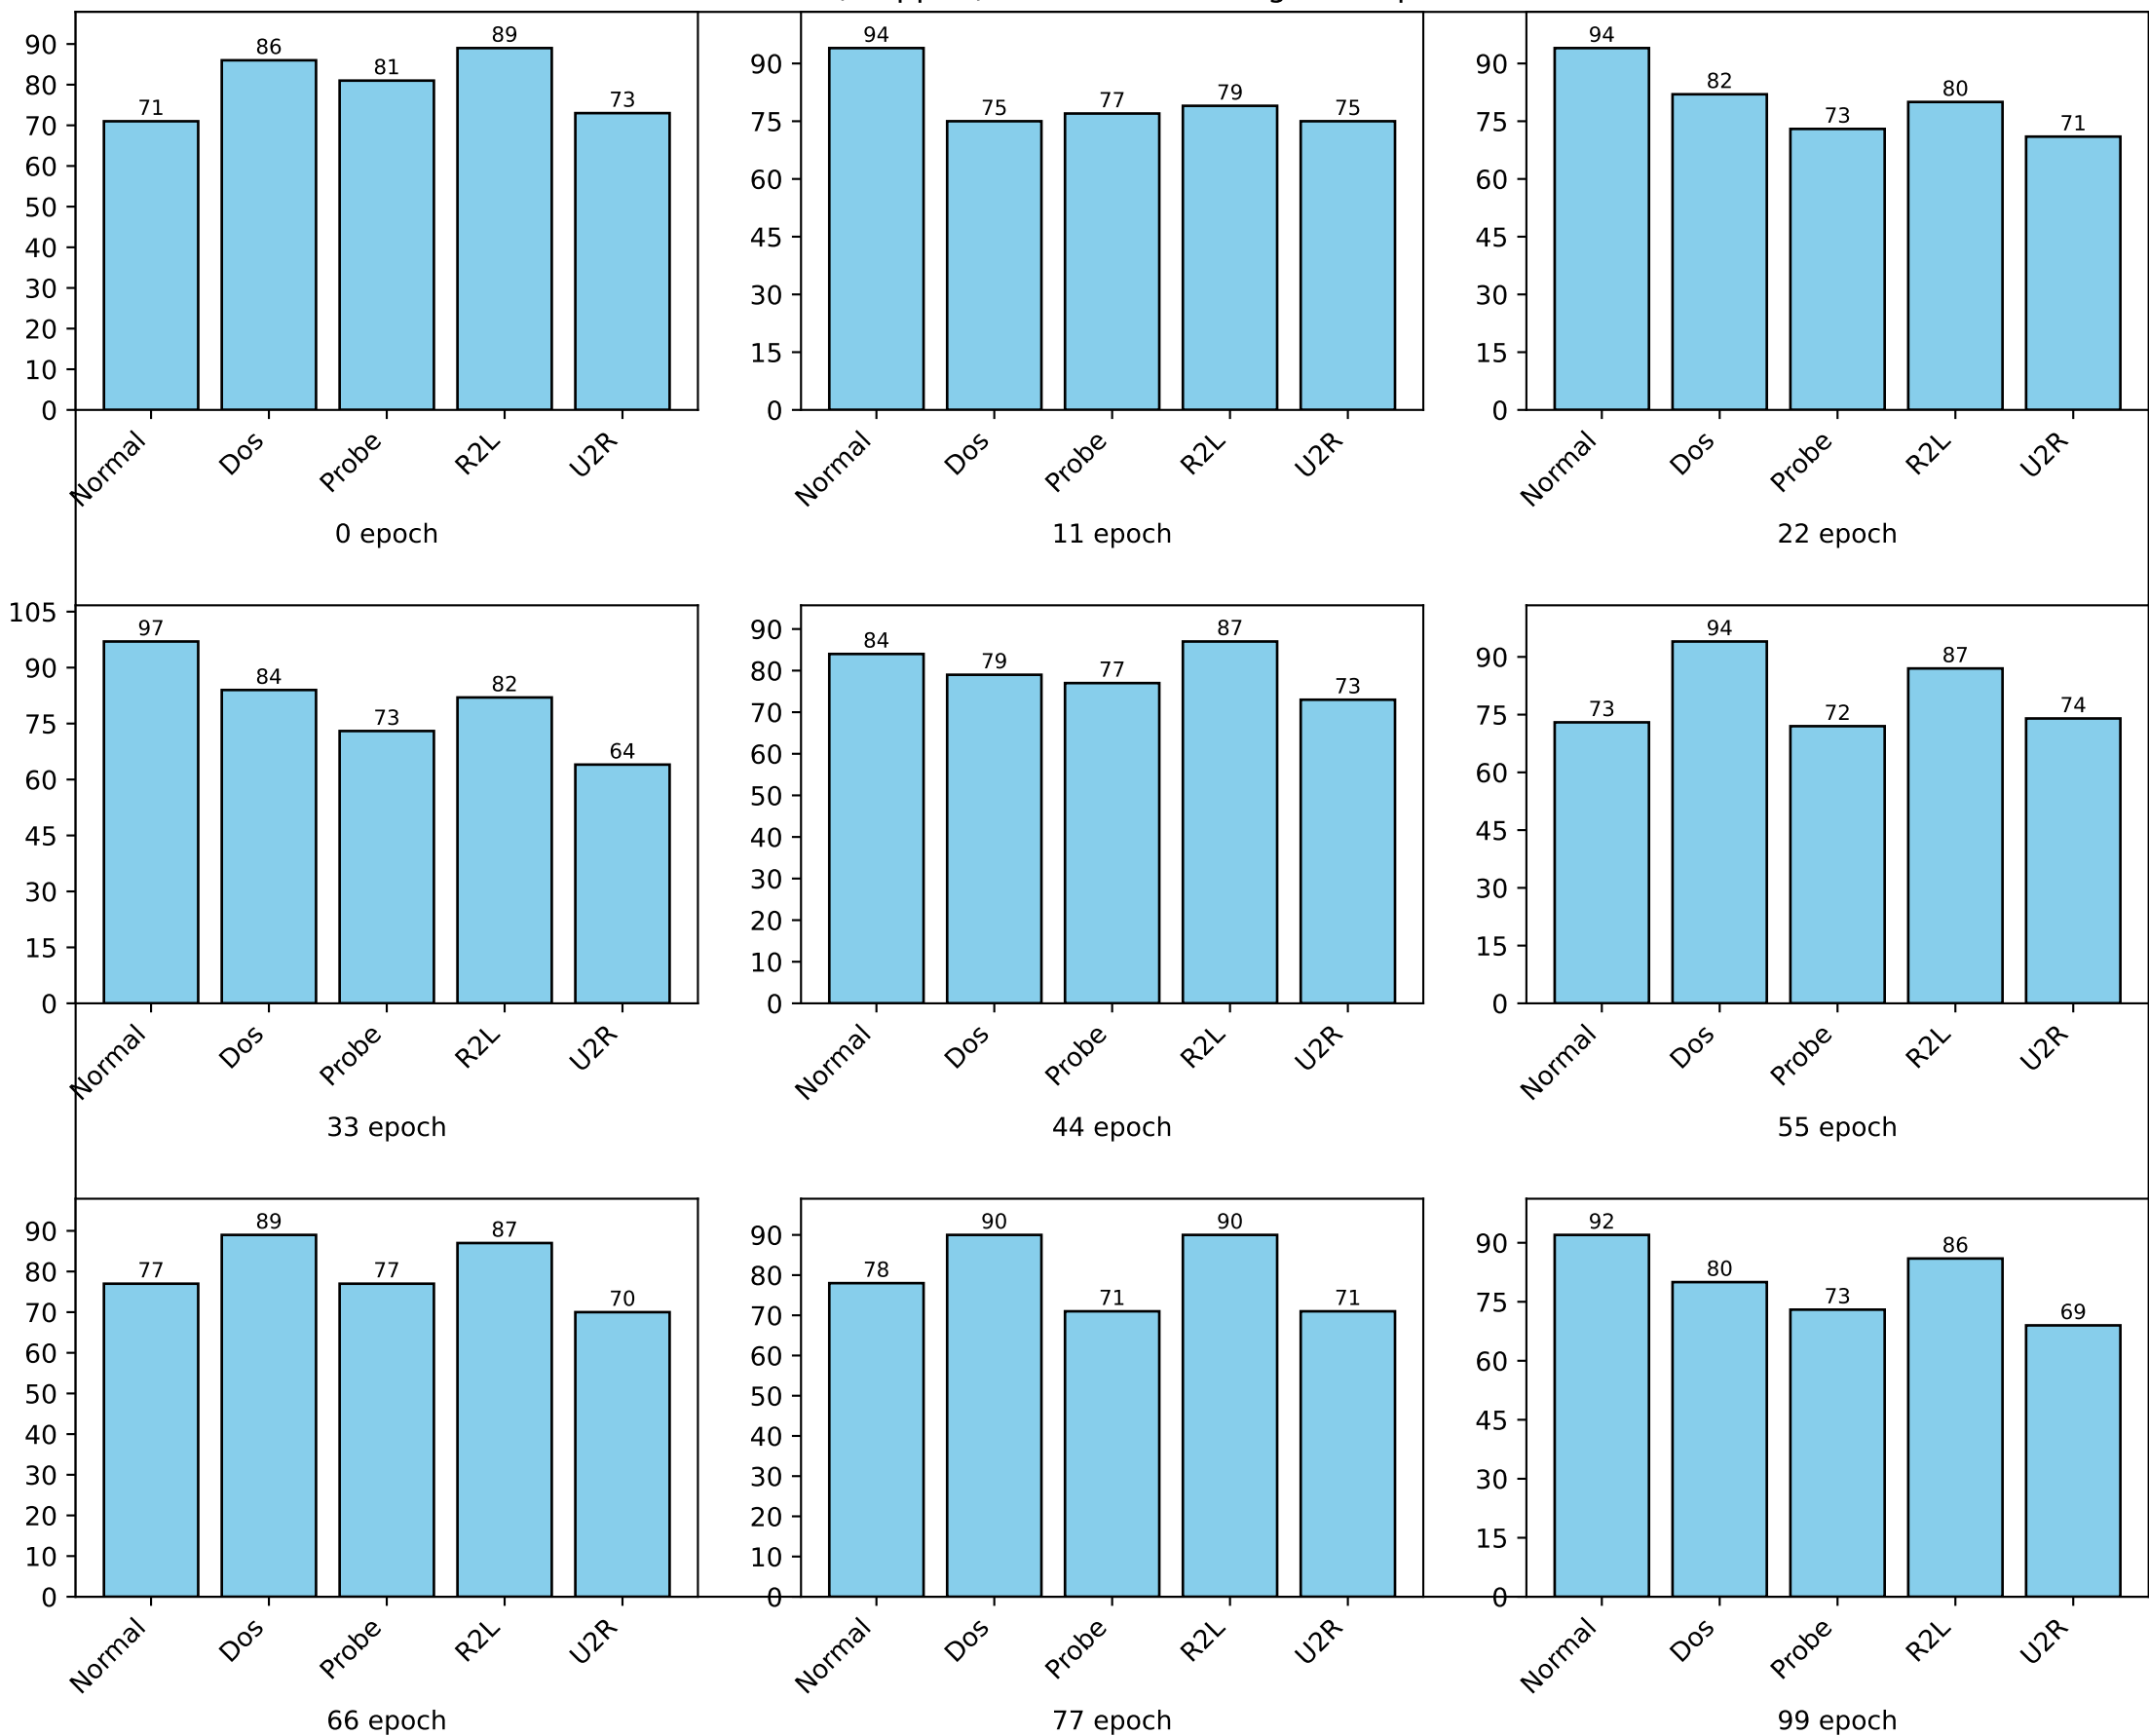 90
80
70
60
50
40
30
20
10
0
71
86
81
89
73
Normal
Dos
Probe
R2L
U2R
0 epoch
90
75
60
45
30
15
0
94
75
77
79
75
Normal
Dos
Probe
R2L
U2R
11 epoch
90
75
60
45
30
15
0
94
82
73
80
71
Normal
Dos
Probe
R2L
U2R
22 epoch
105
90
75
60
45
30
15
0
97
84
73
82
64
Normal
Dos
Probe
R2L
U2R
33 epoch
90
80
70
60
50
40
30
20
10
0
84
79
77
87
73
Normal
Dos
Probe
R2L
U2R
44 epoch
90
75
60
45
30
15
0
73
94
72
87
74
Normal
Dos
Probe
R2L
U2R
55 epoch
90
80
70
60
50
40
30
20
10
0
77
89
77
87
70
Normal
Dos
Probe
R2L
U2R
66 epoch
90
80
70
60
50
40
30
20
10
0
78
90
71
90
71
Normal
Dos
Probe
R2L
U2R
77 epoch
90
75
60
45
30
15
0
92
80
73
86
69
Normal
Dos
Probe
R2L
U2R
99 epoch